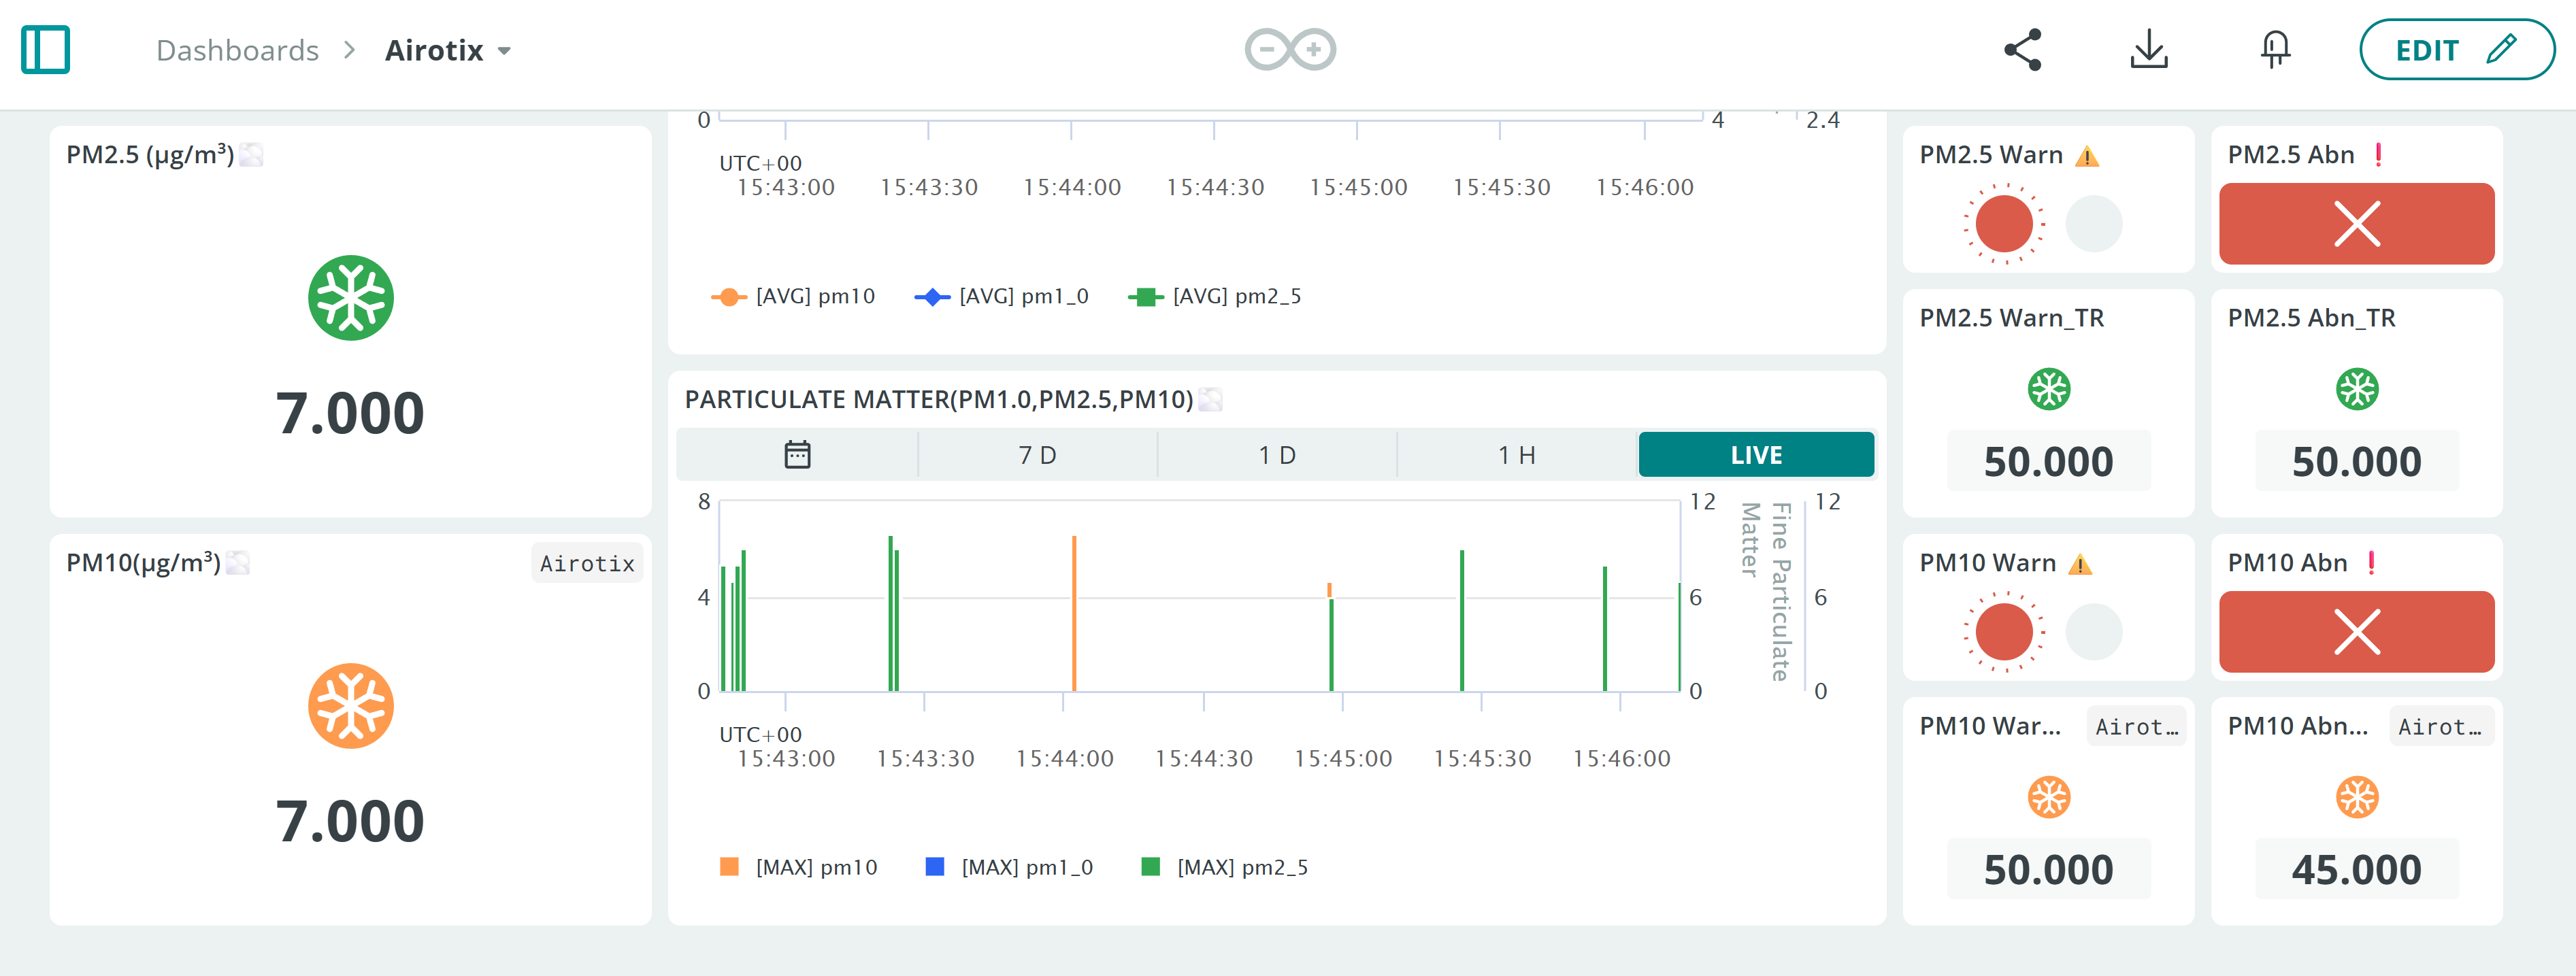 Dashboards > Airotix
EDIT
PM2.5 (µg/m³)
7.000
PM10(µg/m³)
Airotix
7.000
0
4
2.4
UTC+00
15:43:00 15:43:30 15:44:00 15:44:30 15:45:00 15:45:30 15:46:00
[AVG] pm10 [AVG] pm1_0 [AVG] pm2_5
PARTICULATE MATTER(PM1.0,PM2.5,PM10)
7 D 1 D 1 H LIVE
8 12 12
4 6 6
0 0 0
Fine Particulate
Matter
UTC+00
15:43:00 15:43:30 15:44:00 15:44:30 15:45:00 15:45:30 15:46:00
[MAX] pm10 [MAX] pm1_0 [MAX] pm2_5
PM2.5 Warn
PM2.5 Abn
PM2.5 Warn_TR
50.000
PM2.5 Abn_TR
50.000
PM10 Warn
PM10 Abn
PM10 War... Airot…
50.000
PM10 Abn... Airot…
45.000